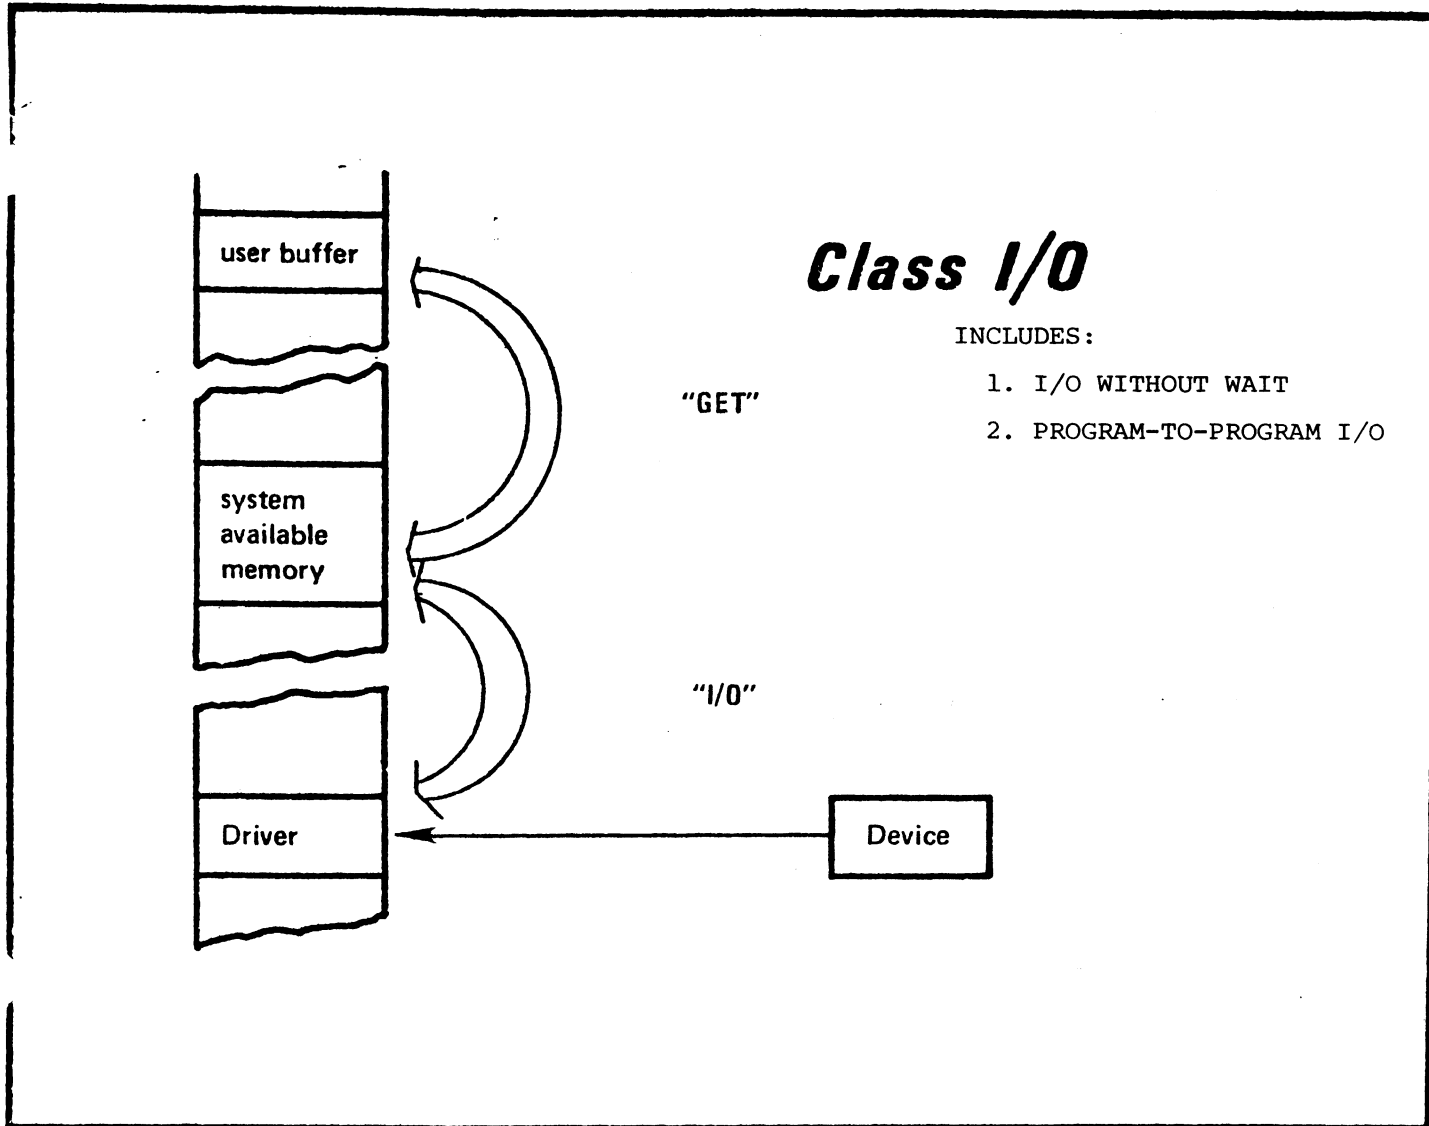 Class I/O
INCLUDES:
1. I/O WITHOUT WAIT
2. PROGRAM-TO-PROGRAM I/O
user buffer
"GET"
system
available
memory
"I/O"
Driver
Device